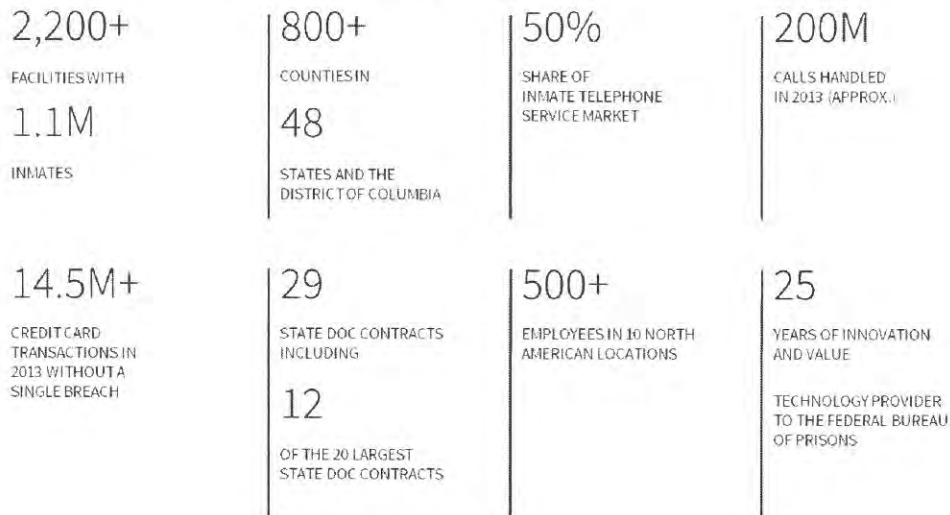 2,200+
FACILITIES WITH
1.1M
INMATES
800+
COUNTIES IN
48
STATES AND THE
DISTRICT OF COLUMBIA
50%
SHARE OF
INMATE TELEPHONE
SERVICE MARKET
200M
CALLS HANDLED
IN 2013 (APPROX.)
14.5M+
CREDIT CARD
TRANSACTIONS IN
2013 WITHOUT A
SINGLE BREACH
29
STATE DOC CONTRACTS
INCLUDING
12
OF THE 20 LARGEST
STATE DOC CONTRACTS
500+
EMPLOYEES IN 10 NORTH
AMERICAN LOCATIONS
25
YEARS OF INNOVATION
AND VALUE
TECHNOLOGY PROVIDER
TO THE FEDERAL BUREAU
OF PRISONS